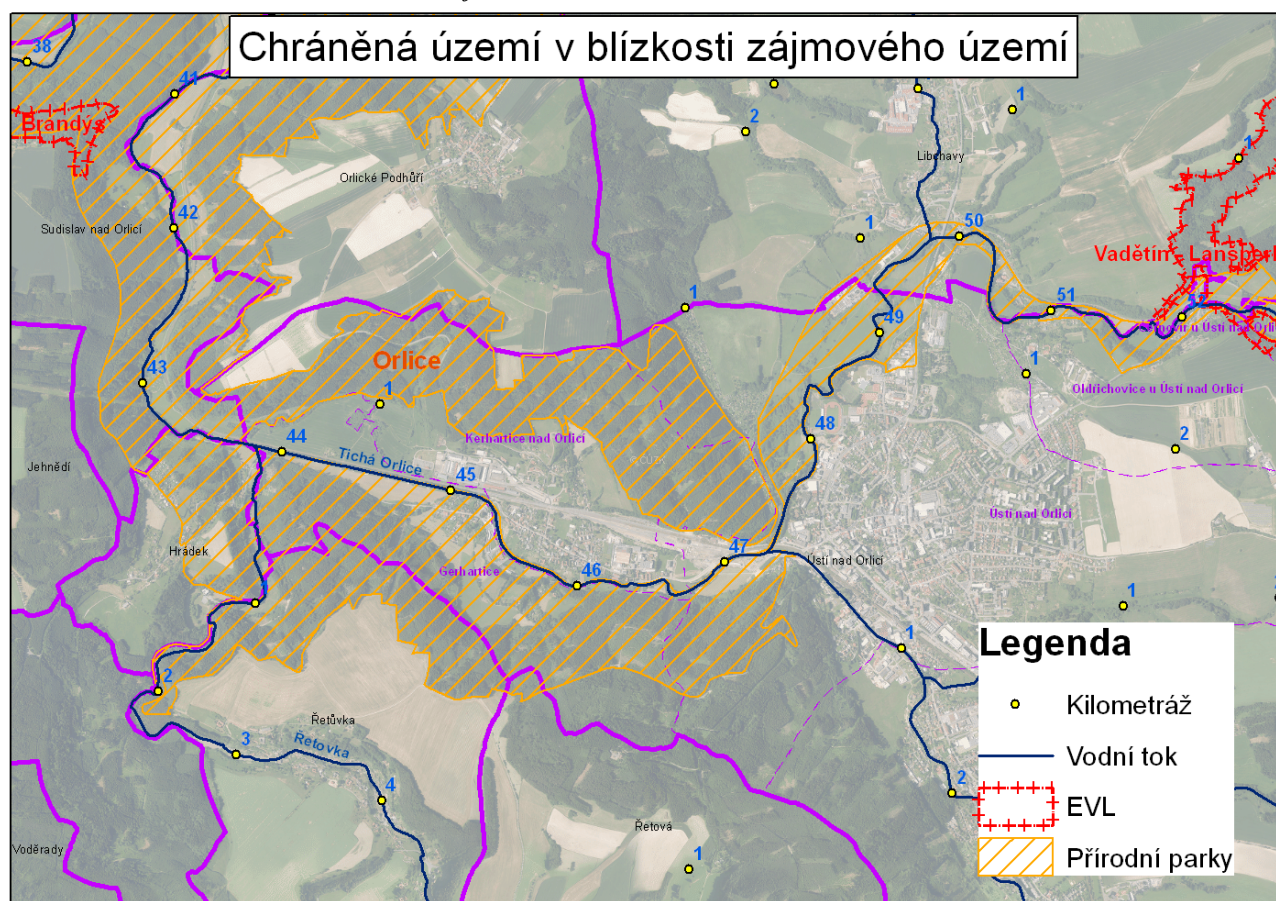 Chráněná území v blízkosti zájmového území
38
41
1
2
1
Brandýs
Libchavy
Orlické Podhůří
42
Sudislav nad Orlicí
1
50
Vadětín - Lanšperk
1
51
49
Oldřichovice u Ústí nad Orlicí
43
Orlice
1
1
48
2
Kerhartice nad Orlicí
© ČÚZK
44
Tichá Orlice
Jehnědí
45
Ústí nad Orlicí
Hrádek
47
Ústí nad Orlicí
Gerhartice
46
1
1
2
Řetůvka
3
Řetovka
4
2
Řetová
1
Voděrady
Legenda
Kilometráž
Vodní tok
EVL
Přírodní parky